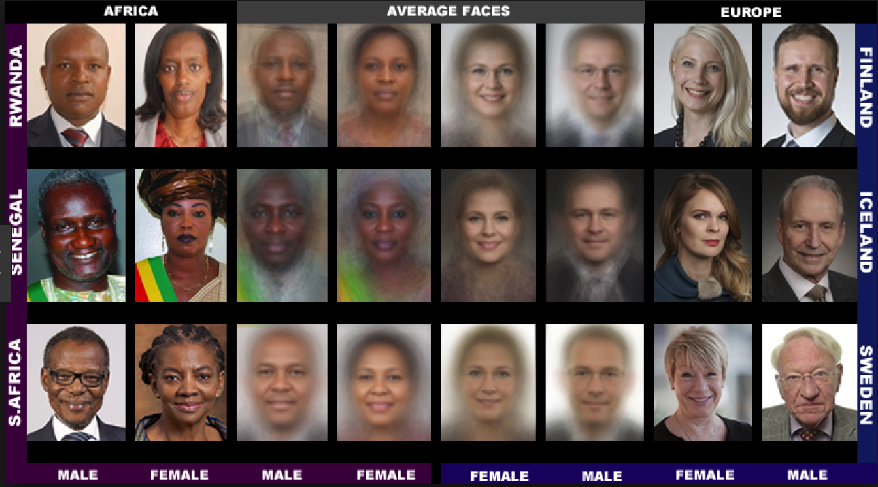 AFRICA
AVERAGE FACES
EUROPE
RWANDA
FINLAND
SENEGAL
ICELAND
S.AFRICA
SWEDEN
MALE
FEMALE
MALE
FEMALE
FEMALE
MALE
FEMALE
MALE